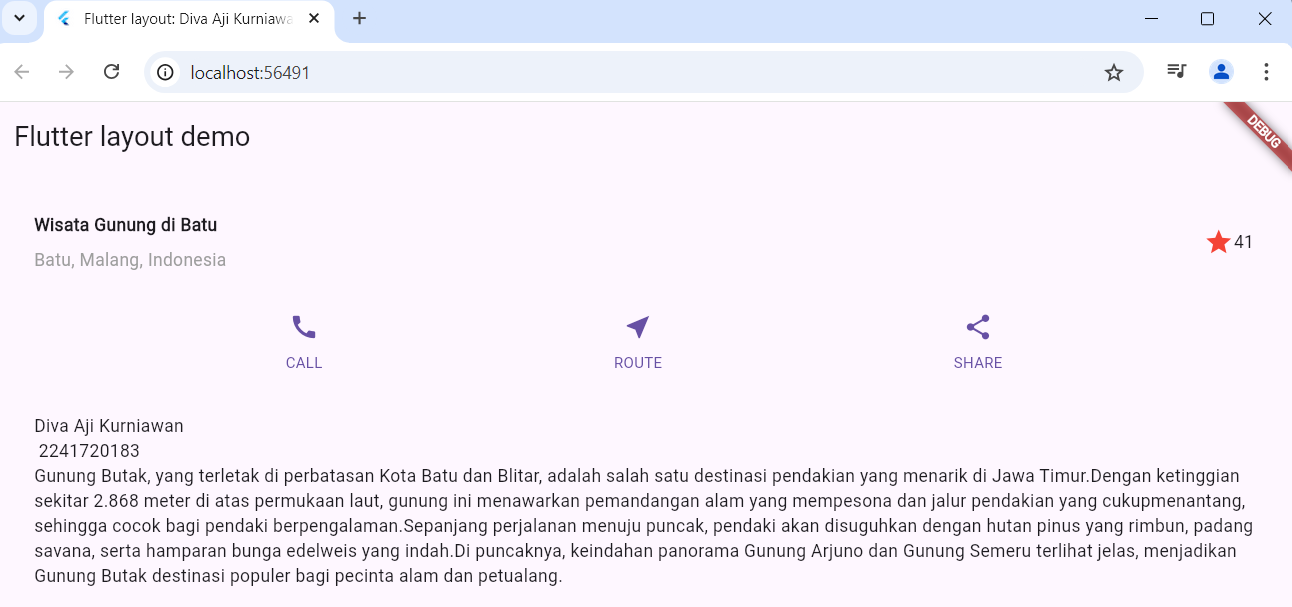 Flutter layout: Diva Aji Kurniawa
localhost:56491
DEBUG
Flutter layout demo
Wisata Gunung di Batu
Batu, Malang, Indonesia
41
CALL
ROUTE
SHARE
Diva Aji Kurniawan
2241720183
Gunung Butak, yang terletak di perbatasan Kota Batu dan Blitar, adalah salah satu destinasi pendakian yang menarik di Jawa Timur.Dengan ketinggian
sekitar 2.868 meter di atas permukaan laut, gunung ini menawarkan pemandangan alam yang mempesona dan jalur pendakian yang cukupmenantang,
sehingga cocok bagi pendaki berpengalaman.Sepanjang perjalanan menuju puncak, pendaki akan disuguhkan dengan hutan pinus yang rimbun, padang
savana, serta hamparan bunga edelweis yang indah.Di puncaknya, keindahan panorama Gunung Arjuno dan Gunung Semeru terlihat jelas, menjadikan
Gunung Butak destinasi populer bagi pecinta alam dan petualang.